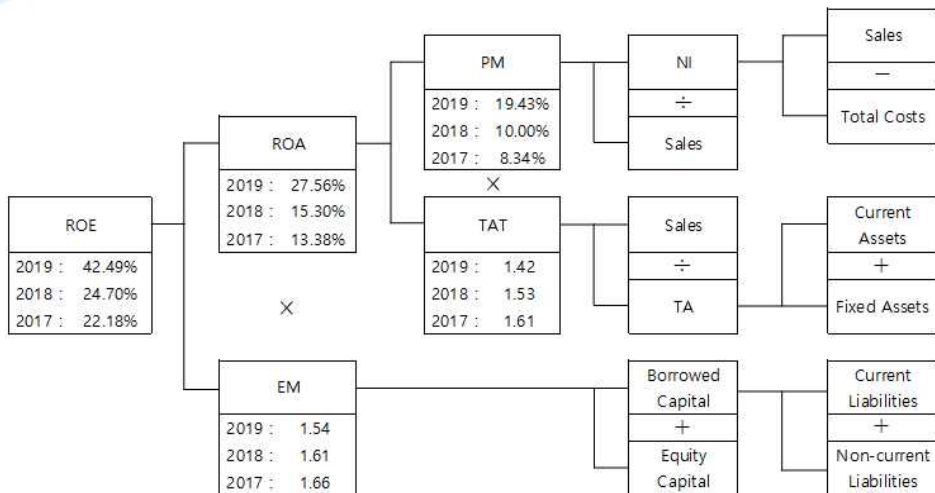 ROE
2019 : 42.49%
2018 : 24.70%
2017 : 22.18%
×
ROA
2019 : 27.56%
2018 : 15.30%
2017 : 13.38%
EM
2019 : 1.54
2018 : 1.61
2017 : 1.66
PM
2019 : 19.43%
2018 : 10.00%
2017 : 8.34%
×
TAT
2019 : 1.42
2018 : 1.53
2017 : 1.61
NI
÷
Sales
Sales
÷
TA
Borrowed
Capital
+
Equity
Capital
Sales
−
Total Costs
Current
Assets
+
Fixed Assets
Current
Liabilities
+
Non-current
Liabilities